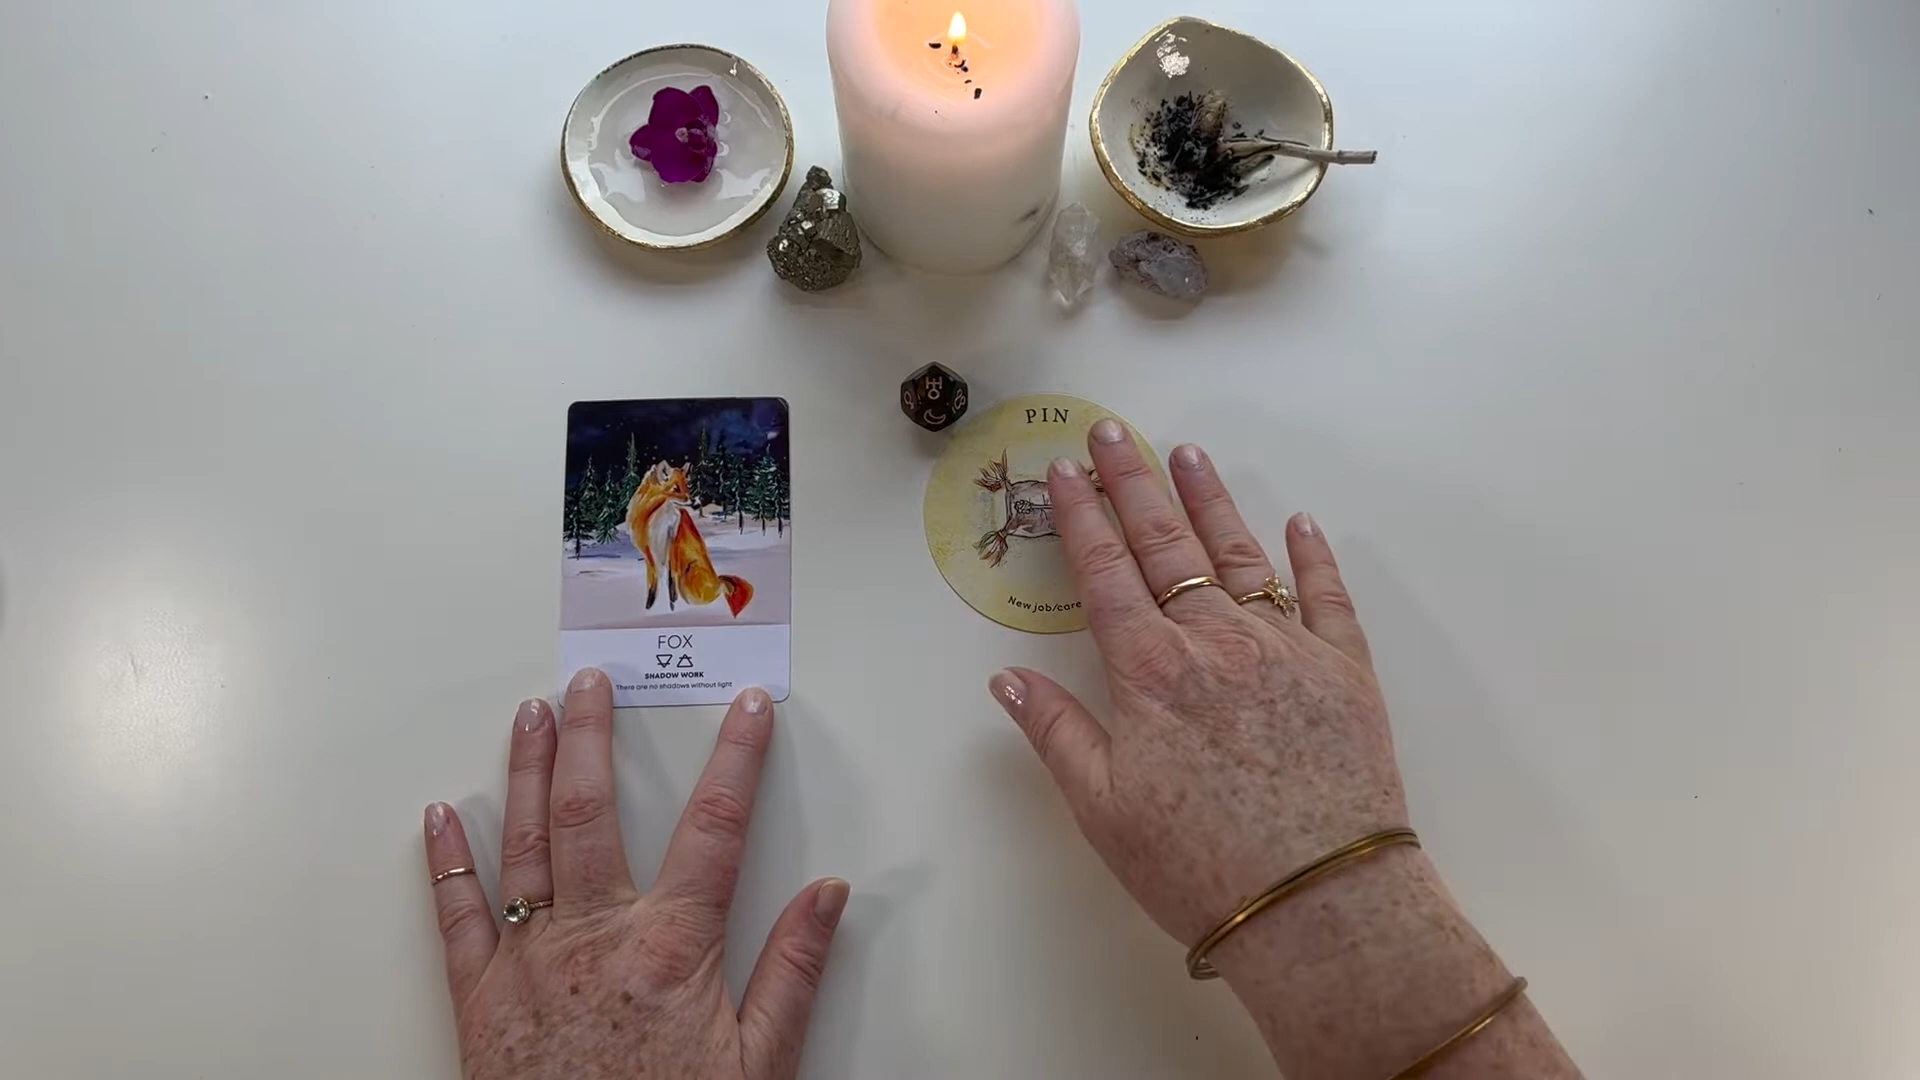 FOX
SHADOW WORK
There are no shadows without light
PIN
New job/care